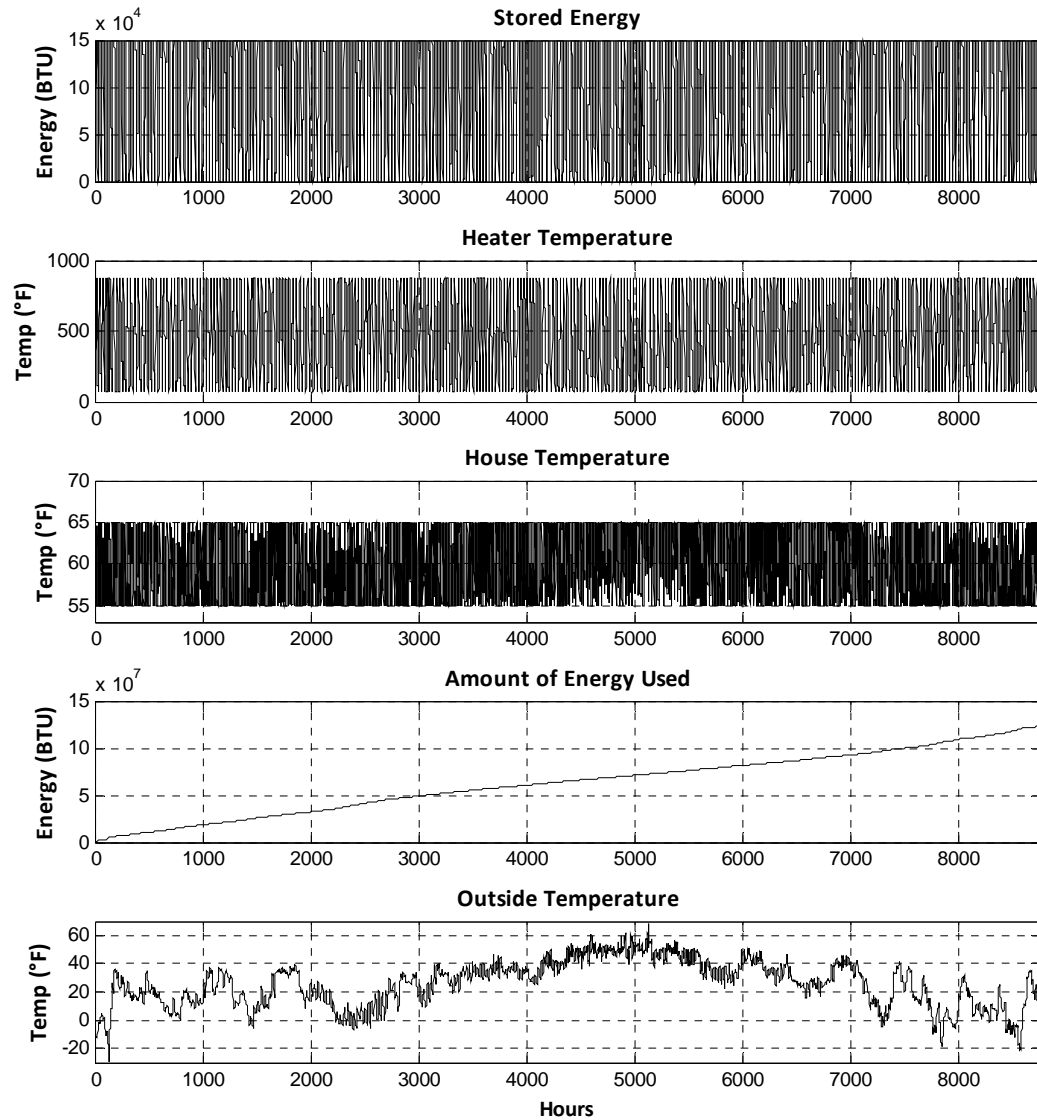 Stored Energy
x 10^4
Energy (BTU)
15
10
5
0
0 1000 2000 3000 4000 5000 6000 7000 8000
Heater Temperature
Temp (°F)
1000
500
0
0 1000 2000 3000 4000 5000 6000 7000 8000
House Temperature
Temp (°F)
70
65
60
55
0 1000 2000 3000 4000 5000 6000 7000 8000
Amount of Energy Used
x 10^7
Energy (BTU)
15
10
5
0
0 1000 2000 3000 4000 5000 6000 7000 8000
Outside Temperature
Temp (°F)
60
40
20
0
-20
0 1000 2000 3000 4000 5000 6000 7000 8000
Hours